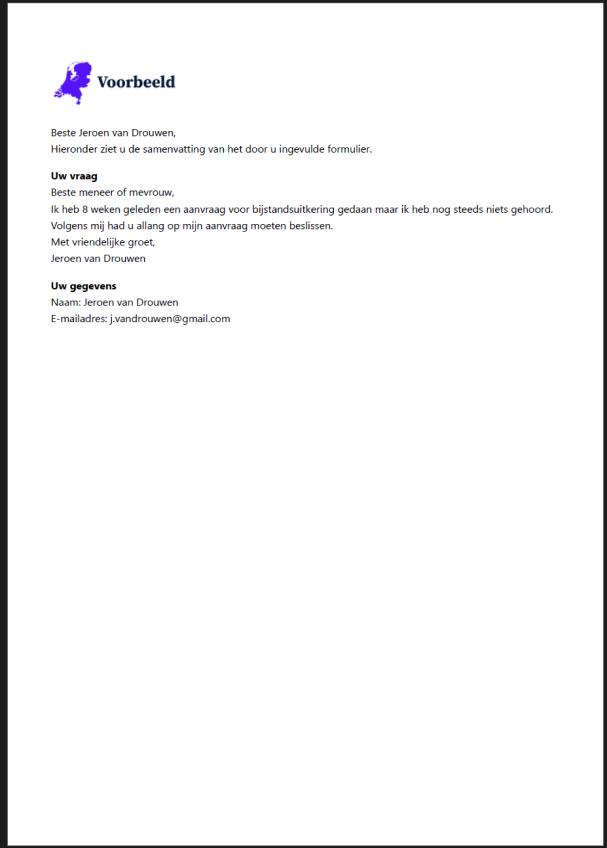 Voorbeeld
Beste Jeroen van Drouwen,
Hieronder ziet u de samenvatting van het door u ingevulde formulier.
Uw vraag
Beste meneer of mevrouw,
Ik heb 8 weken geleden een aanvraag voor bijstandsuitkering gedaan maar ik heb nog steeds niets gehoord.
Volgens mij had u allang op mijn aanvraag moeten beslissen.
Met vriendelijke groet,
Jeroen van Drouwen
Uw gegevens
Naam: Jeroen van Drouwen
E-mailadres: j.vandrouwen@gmail.com